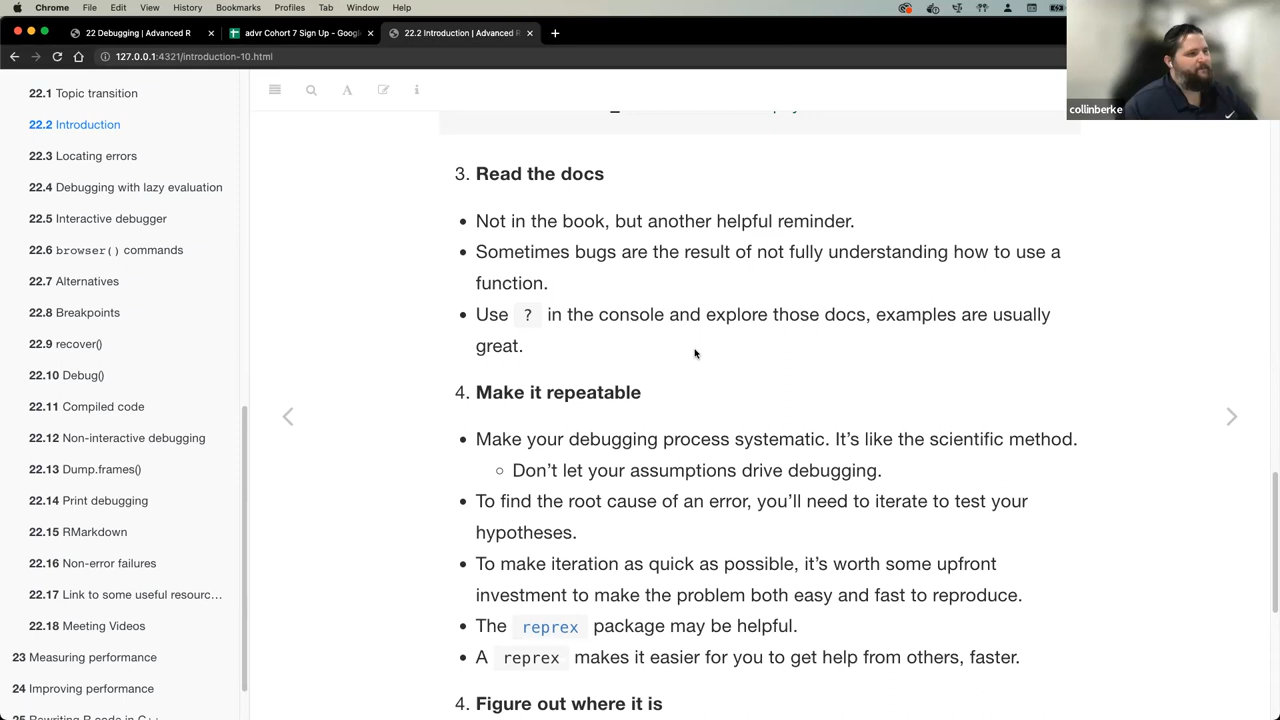 Chrome File Edit View History Bookmarks Profiles Tab Window Help
22 Debugging | Advanced R
advr Cohort 7 Sign Up - Googl
22.2 Introduction | Advanced R
127.0.0.1:4321/introduction-10.html
collinberke
22.1 Topic transition
22.2 Introduction
22.3 Locating errors
22.4 Debugging with lazy evaluation
22.5 Interactive debugger
22.6 browser() commands
22.7 Alternatives
22.8 Breakpoints
22.9 recover()
22.10 Debug()
22.11 Compiled code
22.12 Non-interactive debugging
22.13 Dump.frames()
22.14 Print debugging
22.15 RMarkdown
22.16 Non-error failures
22.17 Link to some useful resourc…
22.18 Meeting Videos
23 Measuring performance
24 Improving performance
25 Rewriting R code in C++
3. Read the docs
• Not in the book, but another helpful reminder.
• Sometimes bugs are the result of not fully understanding how to use a
function.
• Use ? in the console and explore those docs, examples are usually
great.
4. Make it repeatable
• Make your debugging process systematic. It’s like the scientific method.
○ Don’t let your assumptions drive debugging.
• To find the root cause of an error, you’ll need to iterate to test your
hypotheses.
• To make iteration as quick as possible, it’s worth some upfront
investment to make the problem both easy and fast to reproduce.
• The reprex package may be helpful.
• A reprex makes it easier for you to get help from others, faster.
4. Figure out where it is